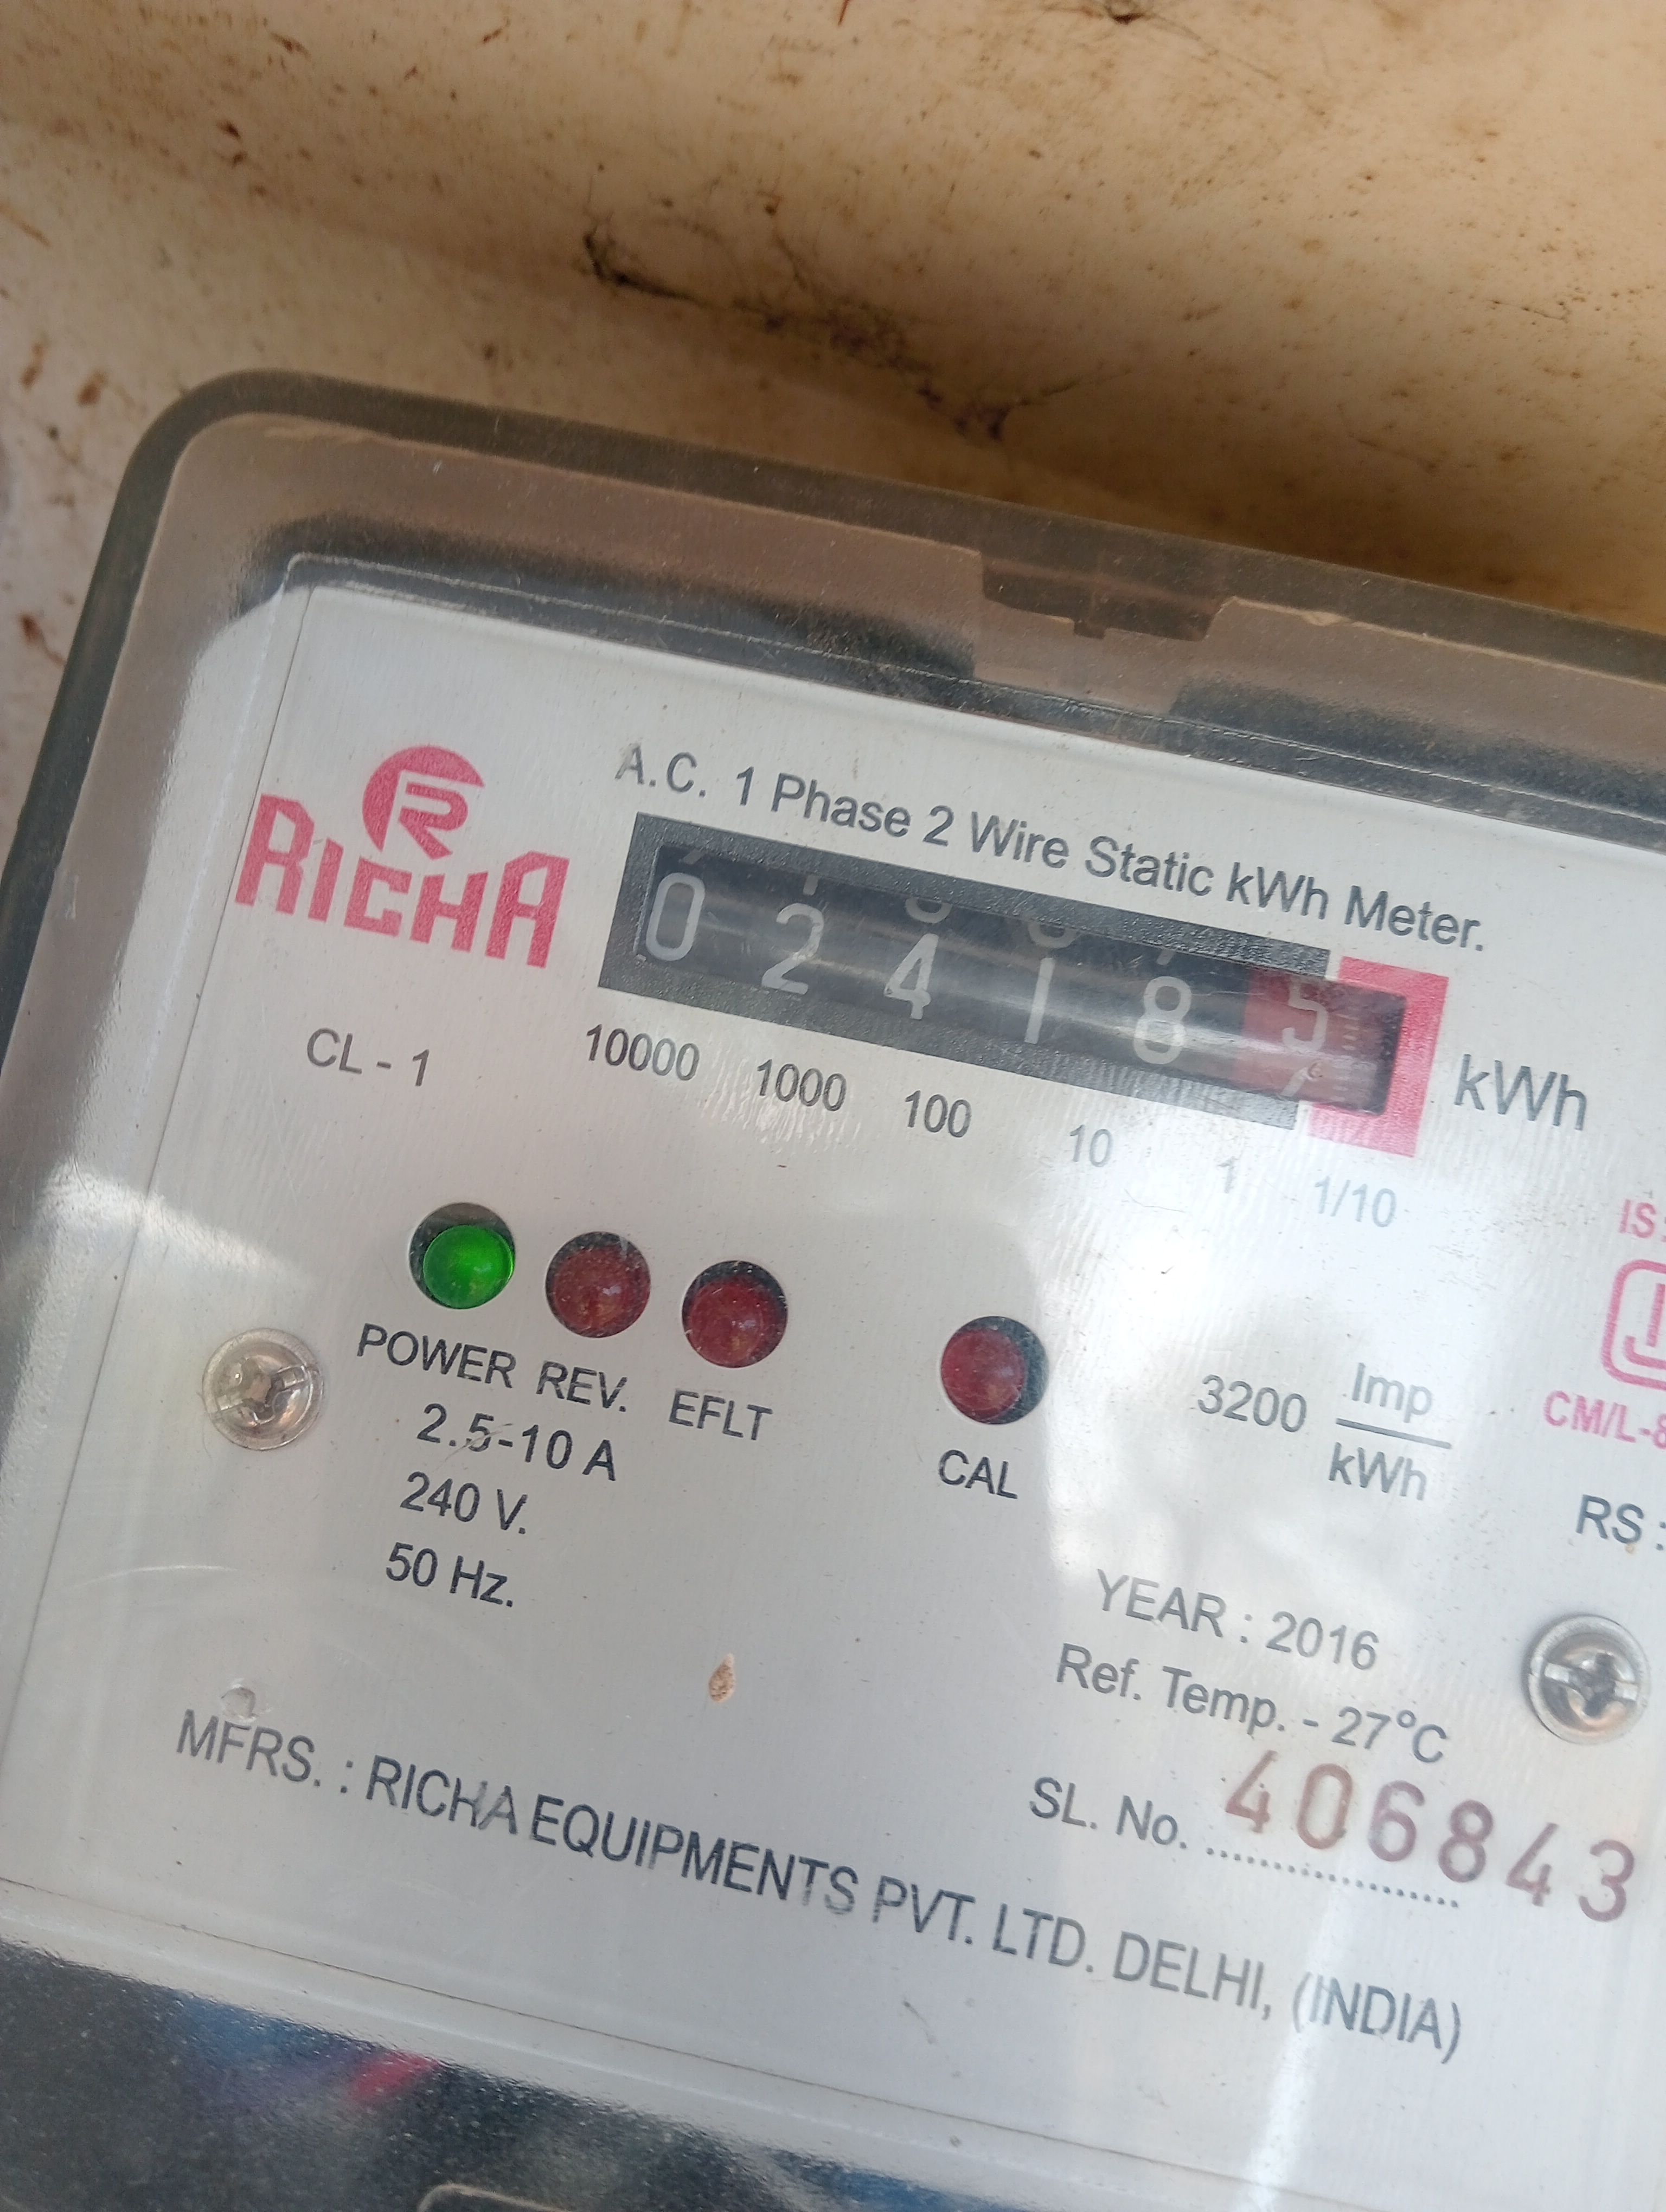 A.C. 1 Phase 2 Wire Static kWh Meter.
RICHA
0 2 4 1 8 5
kWh
CL - 1
10000 1000 100 10 1 1/10
IS:
POWER REV. EFLT
CAL
3200 Imp
kWh
CM/L-8
2.5-10 A
240 V.
50 Hz.
RS :
YEAR : 2016
Ref. Temp. - 27°C
SL. No. 406843
MFRS. : RICHA EQUIPMENTS PVT. LTD. DELHI, (INDIA)